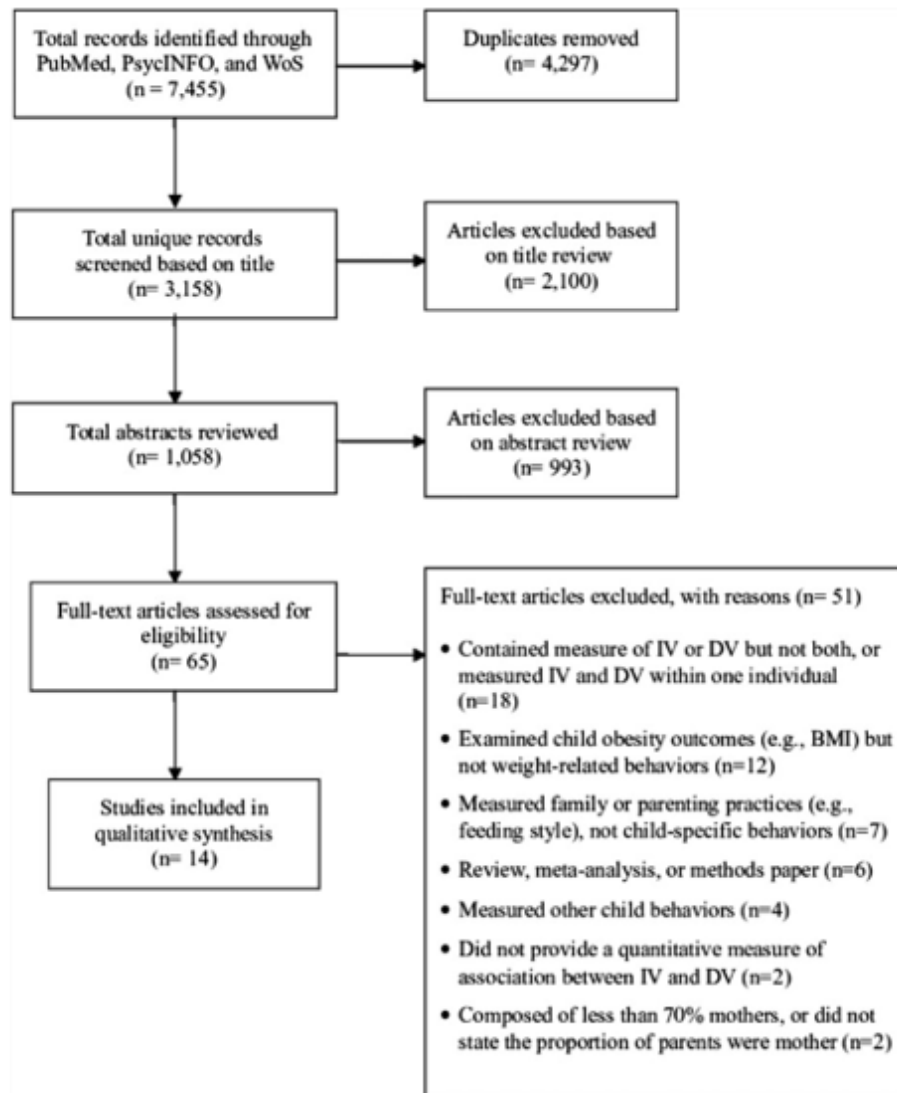 Total records identified through
PubMed, PsycINFO, and WoS
(n = 7,455)
Duplicates removed
(n= 4,297)
Total unique records
screened based on title
(n= 3,158)
Articles excluded based
on title review
(n= 2,100)
Total abstracts reviewed
(n= 1,058)
Articles excluded based
on abstract review
(n= 993)
Full-text articles assessed for
eligibility
(n= 65)
Full-text articles excluded, with reasons (n= 51)
• Contained measure of IV or DV but not both, or
measured IV and DV within one individual
(n=18)
• Examined child obesity outcomes (e.g., BMI) but
not weight-related behaviors (n=12)
• Measured family or parenting practices (e.g.,
feeding style), not child-specific behaviors (n=7)
• Review, meta-analysis, or methods paper (n=6)
• Measured other child behaviors (n=4)
• Did not provide a quantitative measure of
association between IV and DV (n=2)
• Composed of less than 70% mothers, or did not
state the proportion of parents were mother (n=2)
Studies included in
qualitative synthesis
(n= 14)